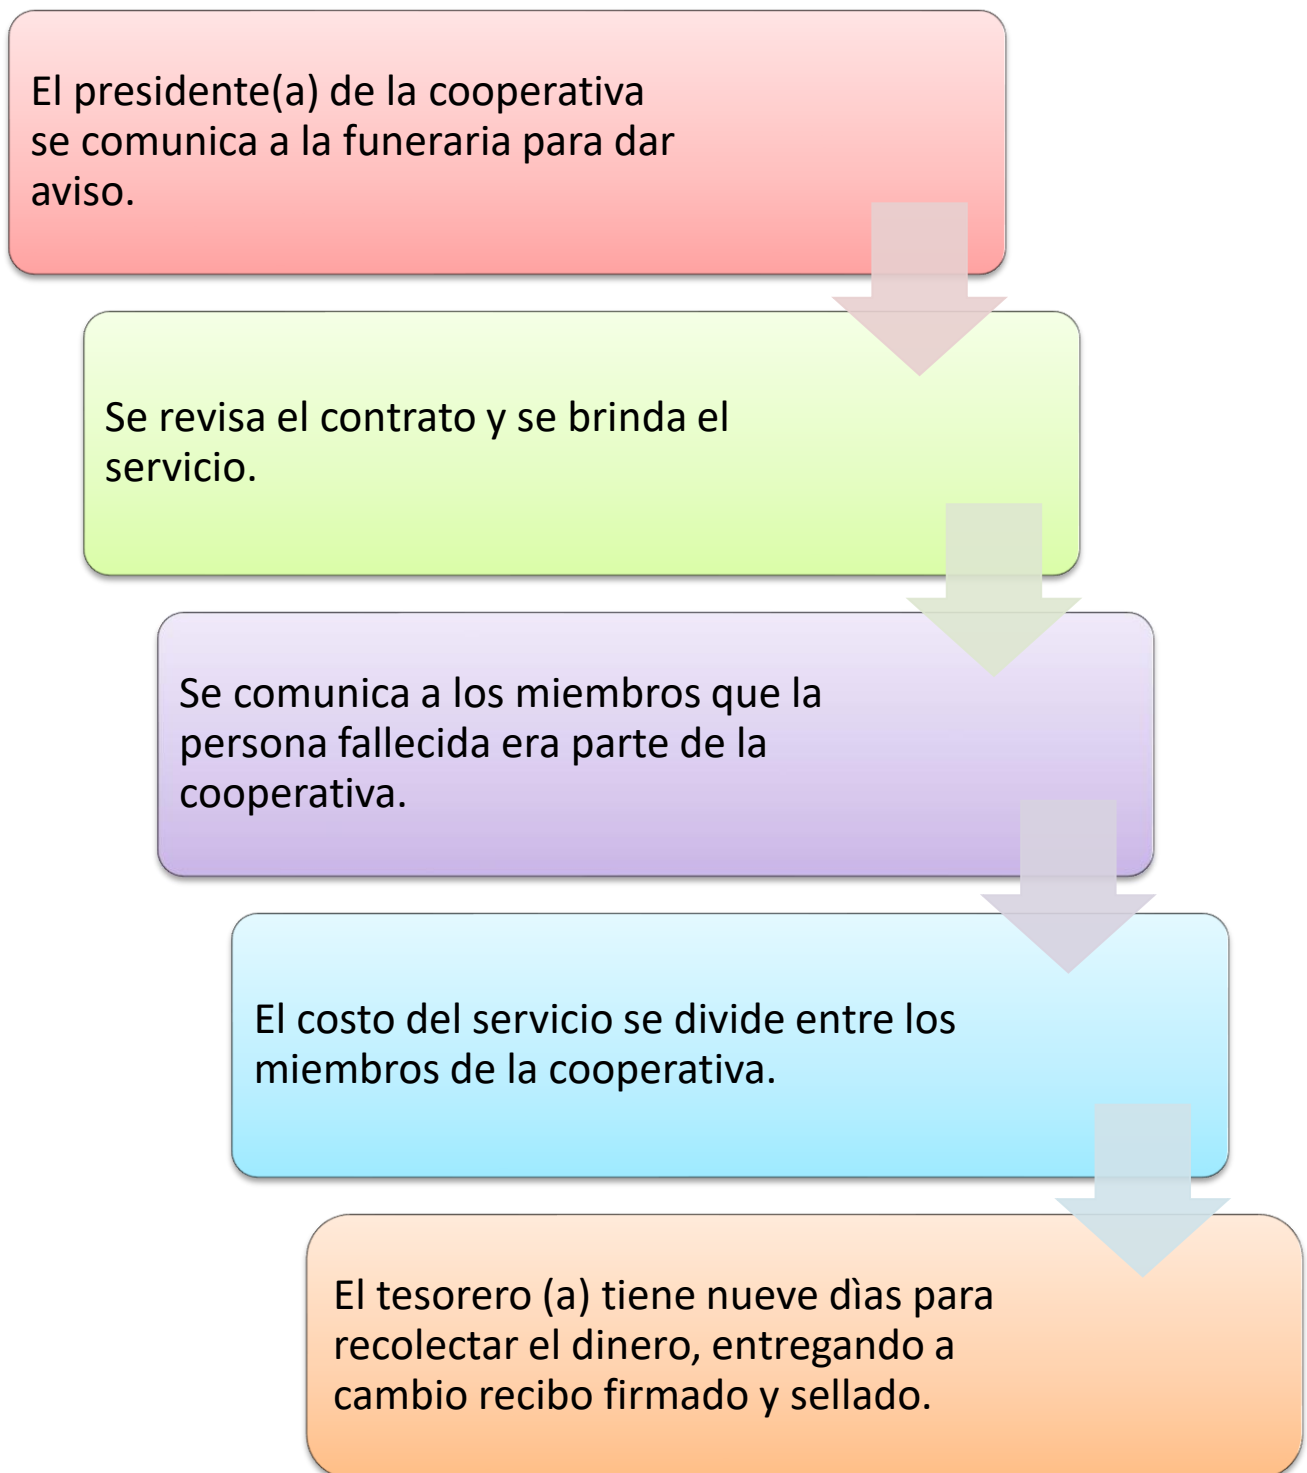 El presidente(a) de la cooperativa
se comunica a la funeraria para dar
aviso.
Se revisa el contrato y se brinda el
servicio.
Se comunica a los miembros que la
persona fallecida era parte de la
cooperativa.
El costo del servicio se divide entre los
miembros de la cooperativa.
El tesorero (a) tiene nueve dìas para
recolectar el dinero, entregando a
cambio recibo firmado y sellado.